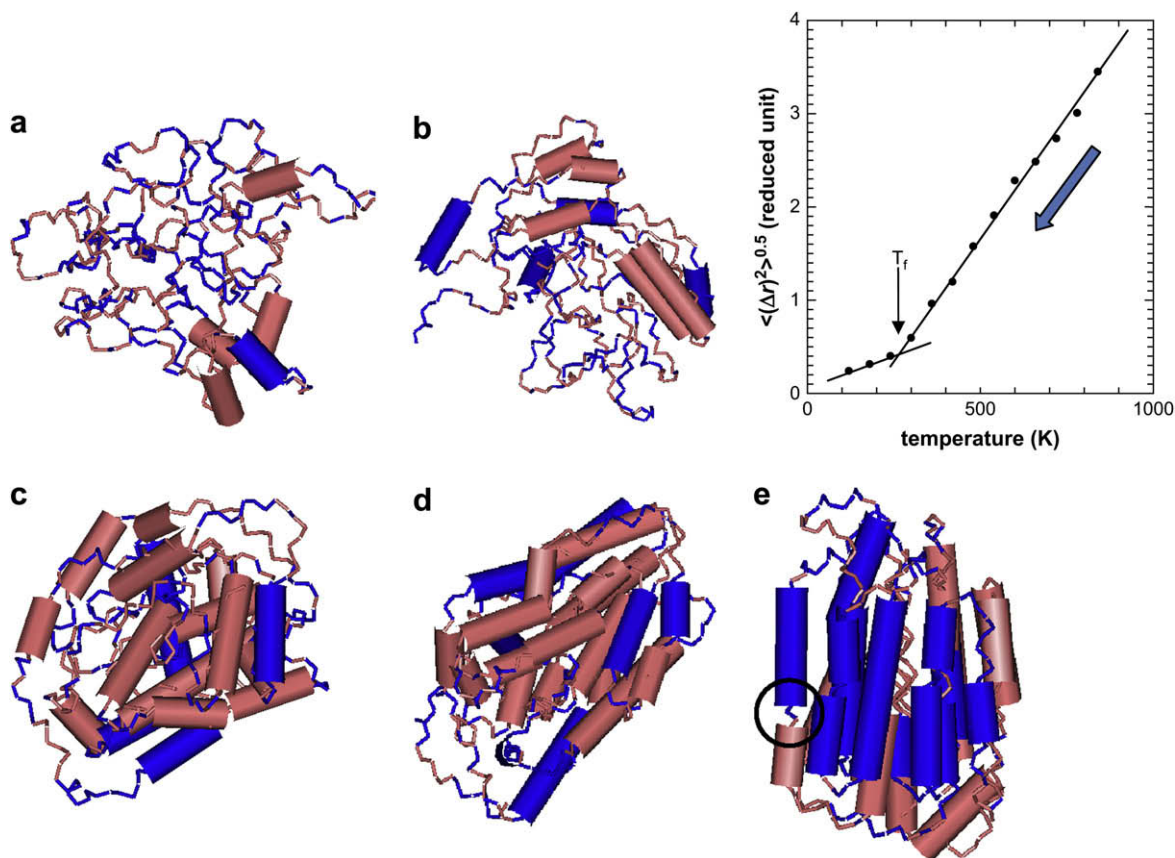 a
b
<(Δr)²>^0.5 (reduced unit)
4
3
2
1
0
T_f
0
500
1000
temperature (K)
c
d
e